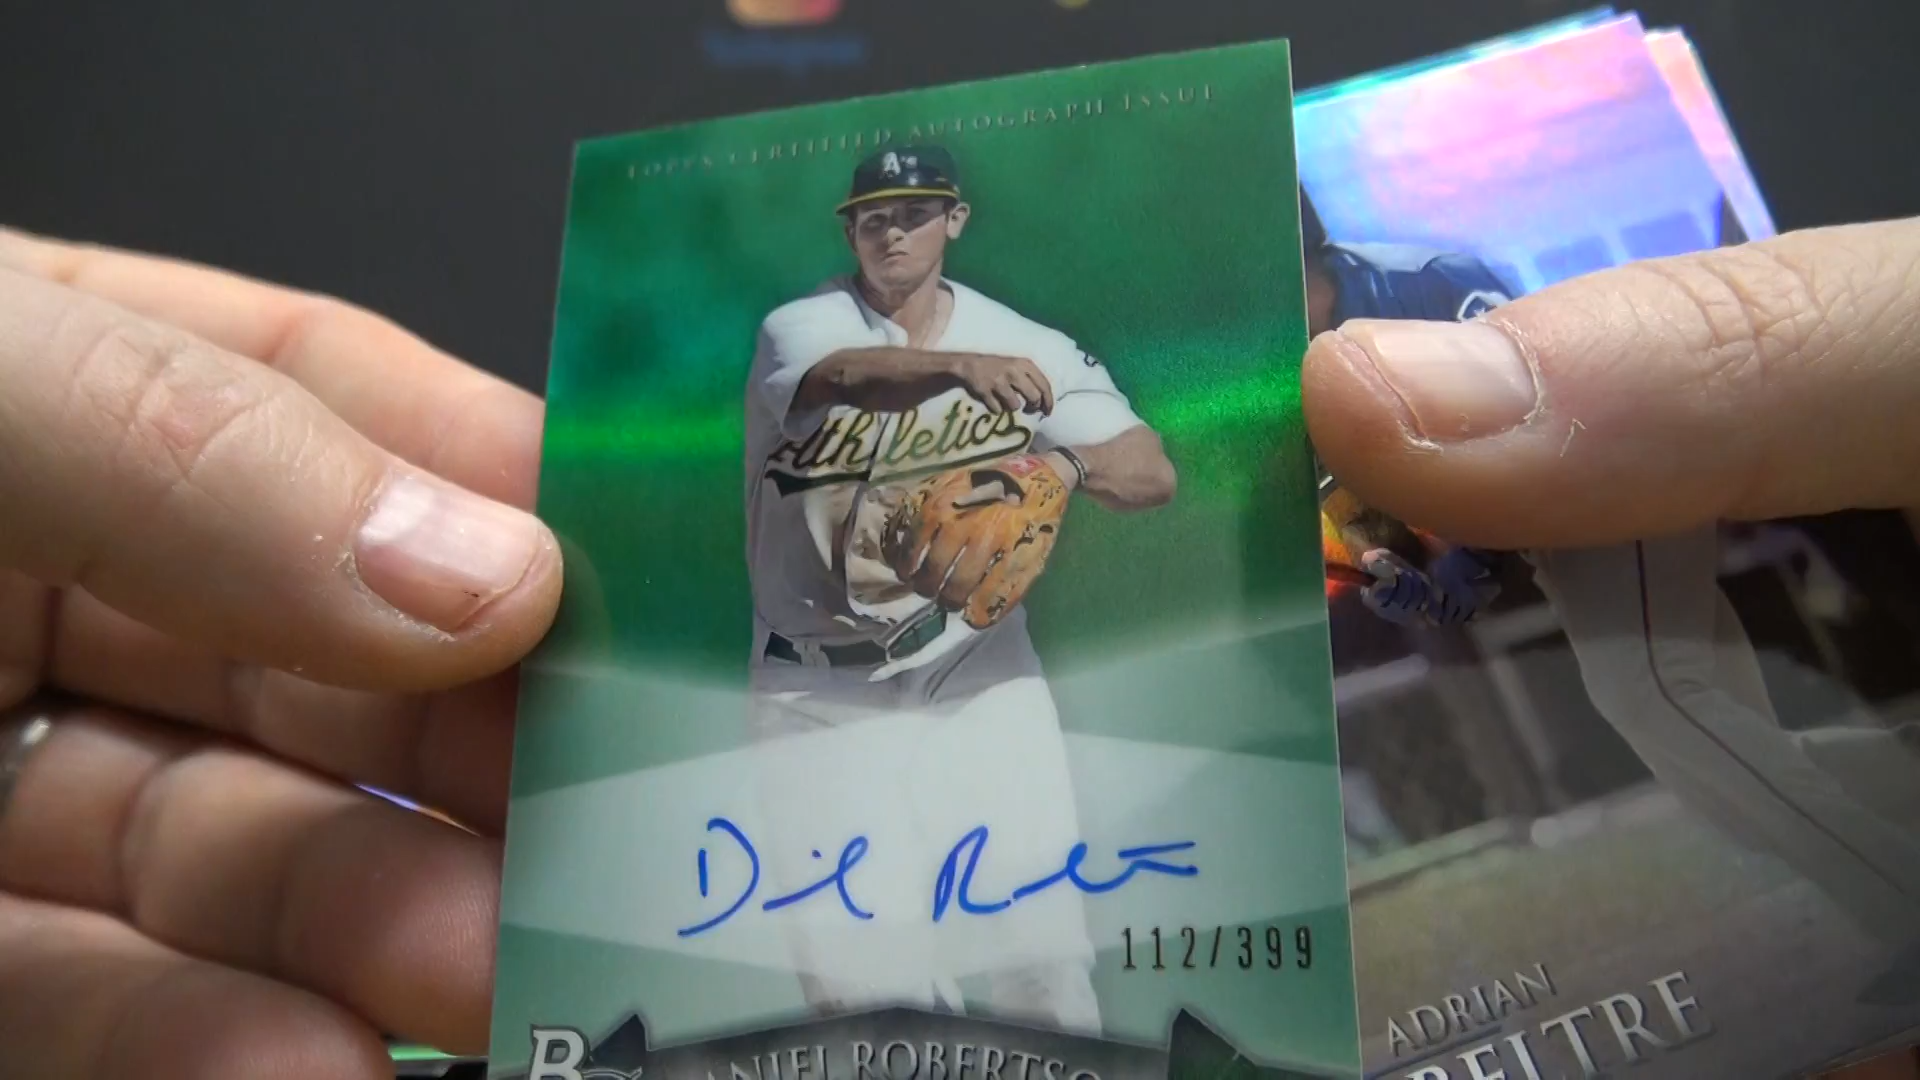 TOPPS CERTIFIED AUTOGRAPH ISSUE
A's
Athletics
112/399
B
ANIEL ROBERTSO
ADRIAN
BELTRE